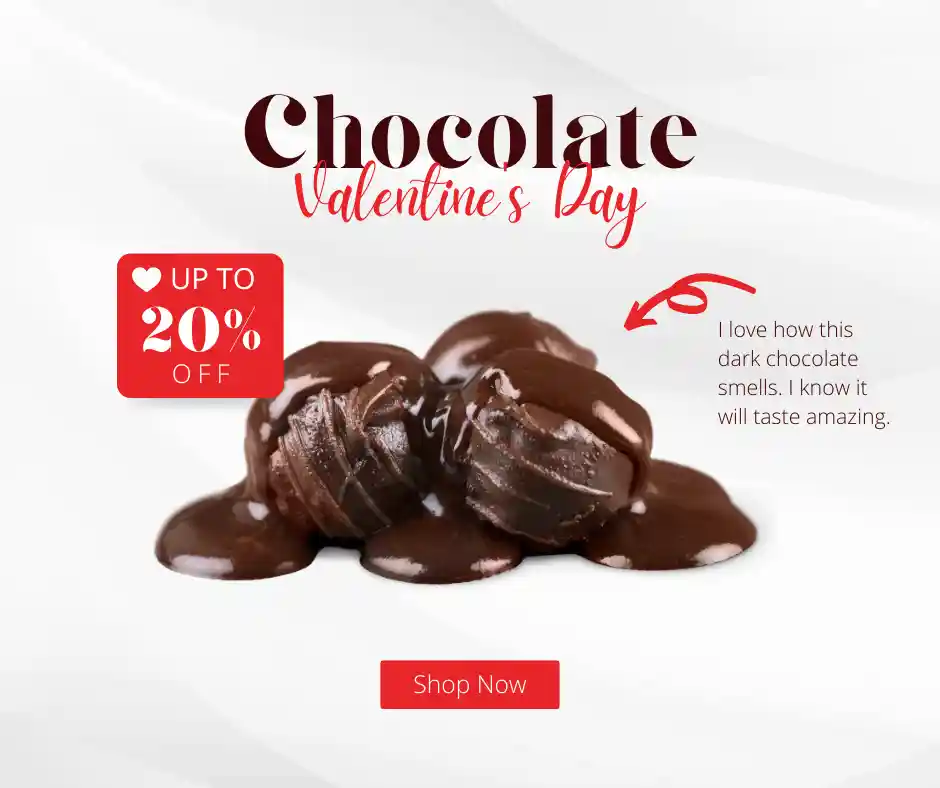 Chocolate
Valentine's Day
UP TO
20%
OFF
I love how this
dark chocolate
smells. I know it
will taste amazing.
Shop Now